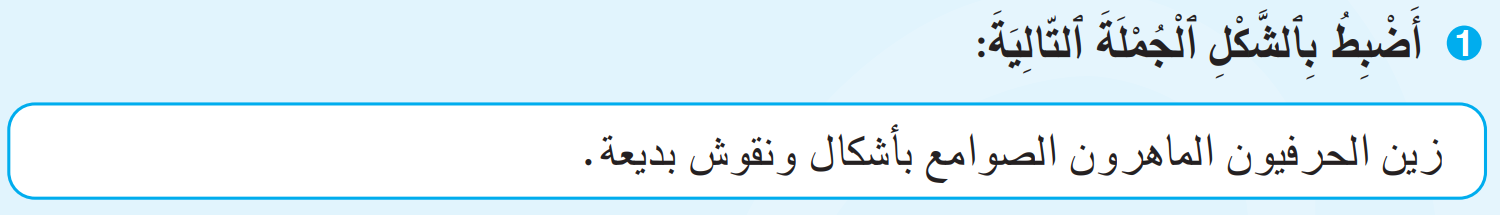 1 أَضْبِطُ بِٱلشَّكْلِ ٱلْجُمْلَةَ ٱلتّالِيَةَ:
زين الحرفيون الماهرون الصوامع بأشكال ونقوش بديعة.